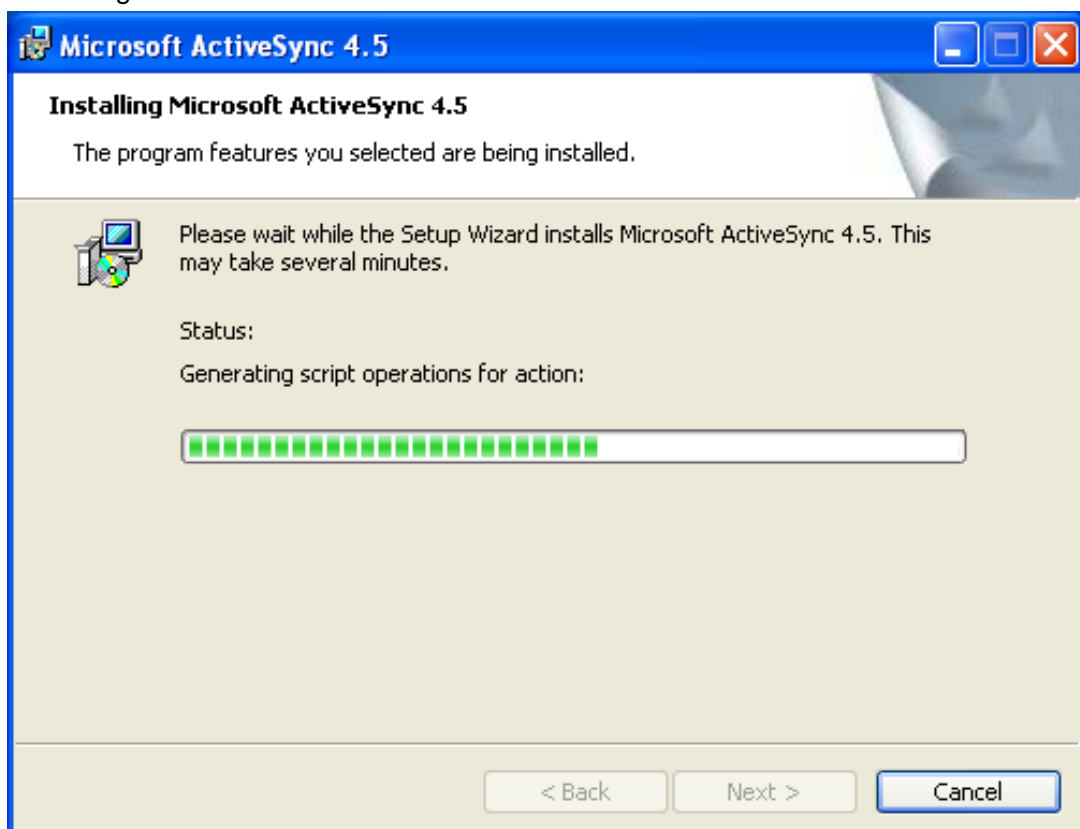 Microsoft ActiveSync 4.5
Installing Microsoft ActiveSync 4.5
The program features you selected are being installed.
Please wait while the Setup Wizard installs Microsoft ActiveSync 4.5. This
may take several minutes.
Status:
Generating script operations for action:
< Back
Next >
Cancel